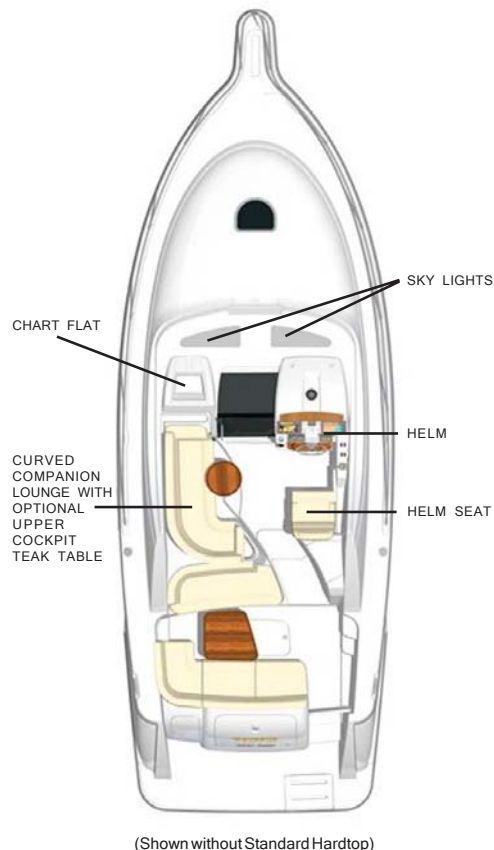 SKY LIGHTS
CHART FLAT
HELM
CURVED
COMPANION
LOUNGE WITH
OPTIONAL
UPPER
COCKPIT
TEAK TABLE
HELM SEAT
(Shown without Standard Hardtop)